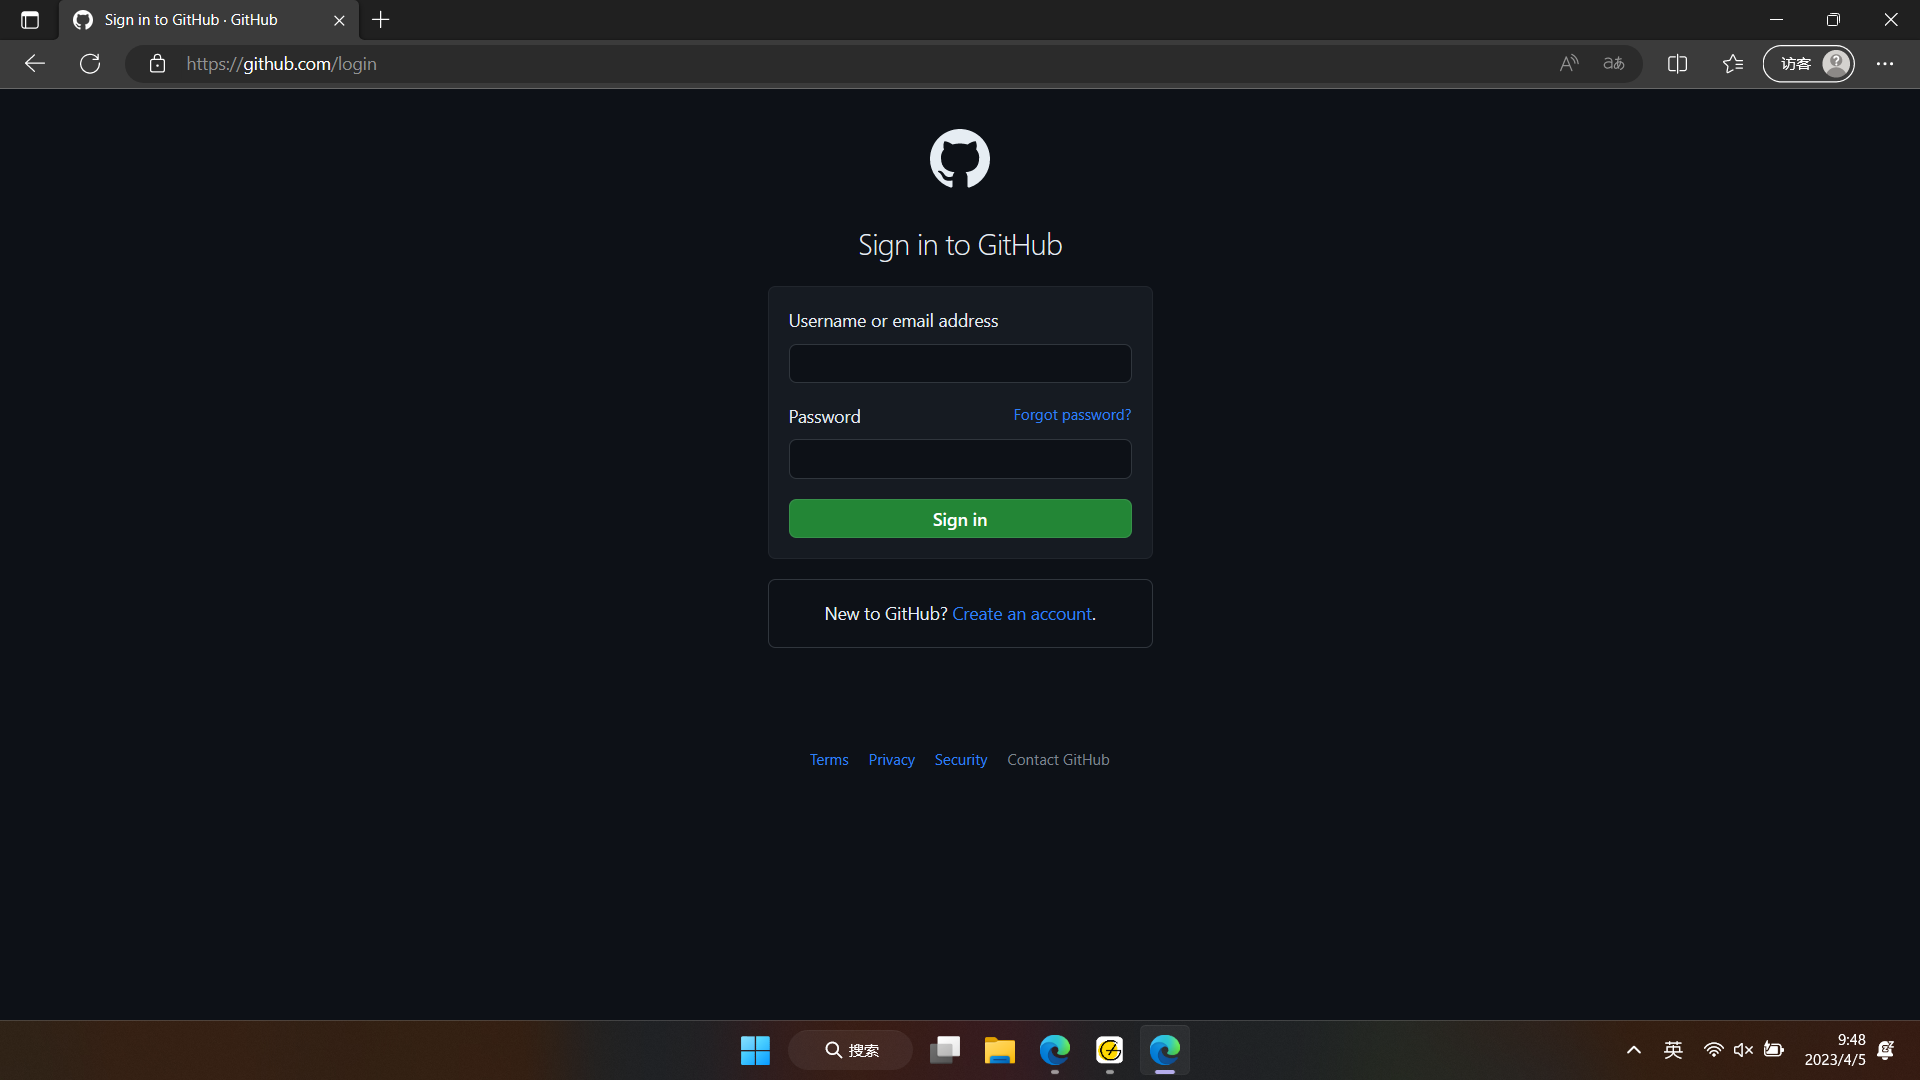 Sign in to GitHub · GitHub
https://github.com/login
访客
Sign in to GitHub
Username or email address
Password
Forgot password?
Sign in
New to GitHub? Create an account.
Terms Privacy Security Contact GitHub
搜索
英
9:48
2023/4/5